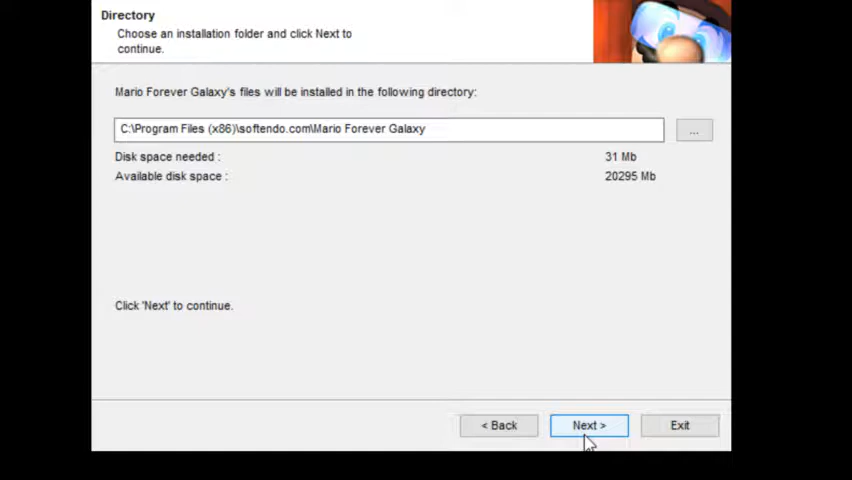 Directory
Choose an installation folder and click Next to
continue.
Mario Forever Galaxy's files will be installed in the following directory:
C:\Program Files (x86)\softendo.com\Mario Forever Galaxy
...
Disk space needed : 31 Mb
Available disk space : 20295 Mb
Click 'Next' to continue.
< Back Next > Exit